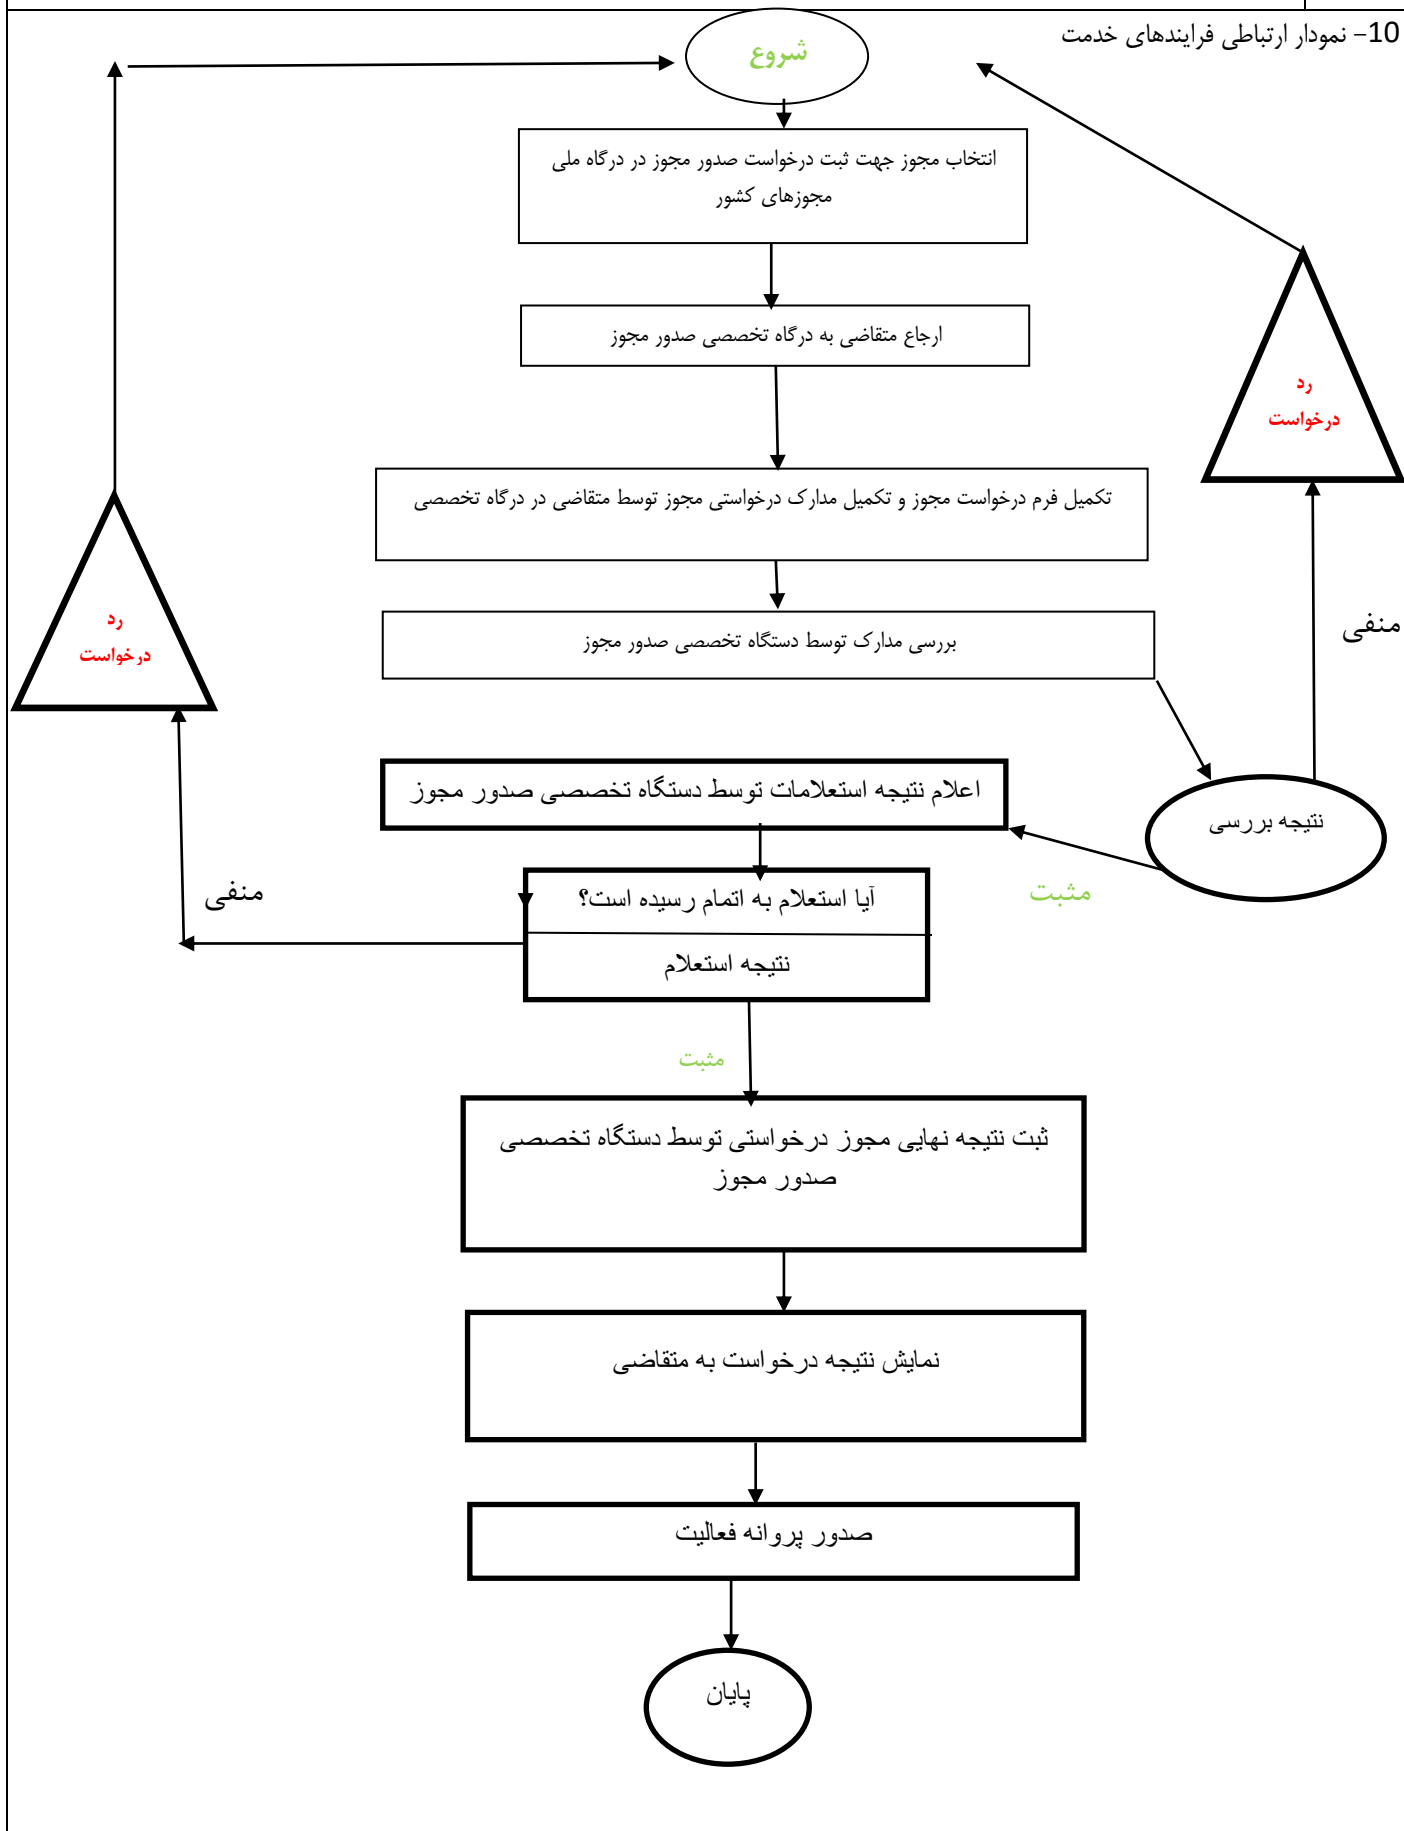 10- نمودار ارتباطی فرایندهای خدمت
شروع
انتخاب مجوز جهت ثبت درخواست صدور مجوز در درگاه ملی
مجوزهای کشور
ارجاع متقاضی به درگاه تخصصی صدور مجوز
رد
درخواست
تکمیل فرم درخواست مجوز و تکمیل مدارک درخواستی مجوز توسط متقاضی در درگاه تخصصی
منفی
رد
درخواست
بررسی مدارک توسط دستگاه تخصصی صدور مجوز
نتیجه بررسی
اعلام نتیجه استعلامات توسط دستگاه تخصصی صدور مجوز
مثبت
آیا استعلام به اتمام رسیده است؟
منفی
نتیجه استعلام
مثبت
ثبت نتیجه نهایی مجوز درخواستی توسط دستگاه تخصصی
صدور مجوز
نمایش نتیجه درخواست به متقاضی
صدور پروانه فعالیت
پایان